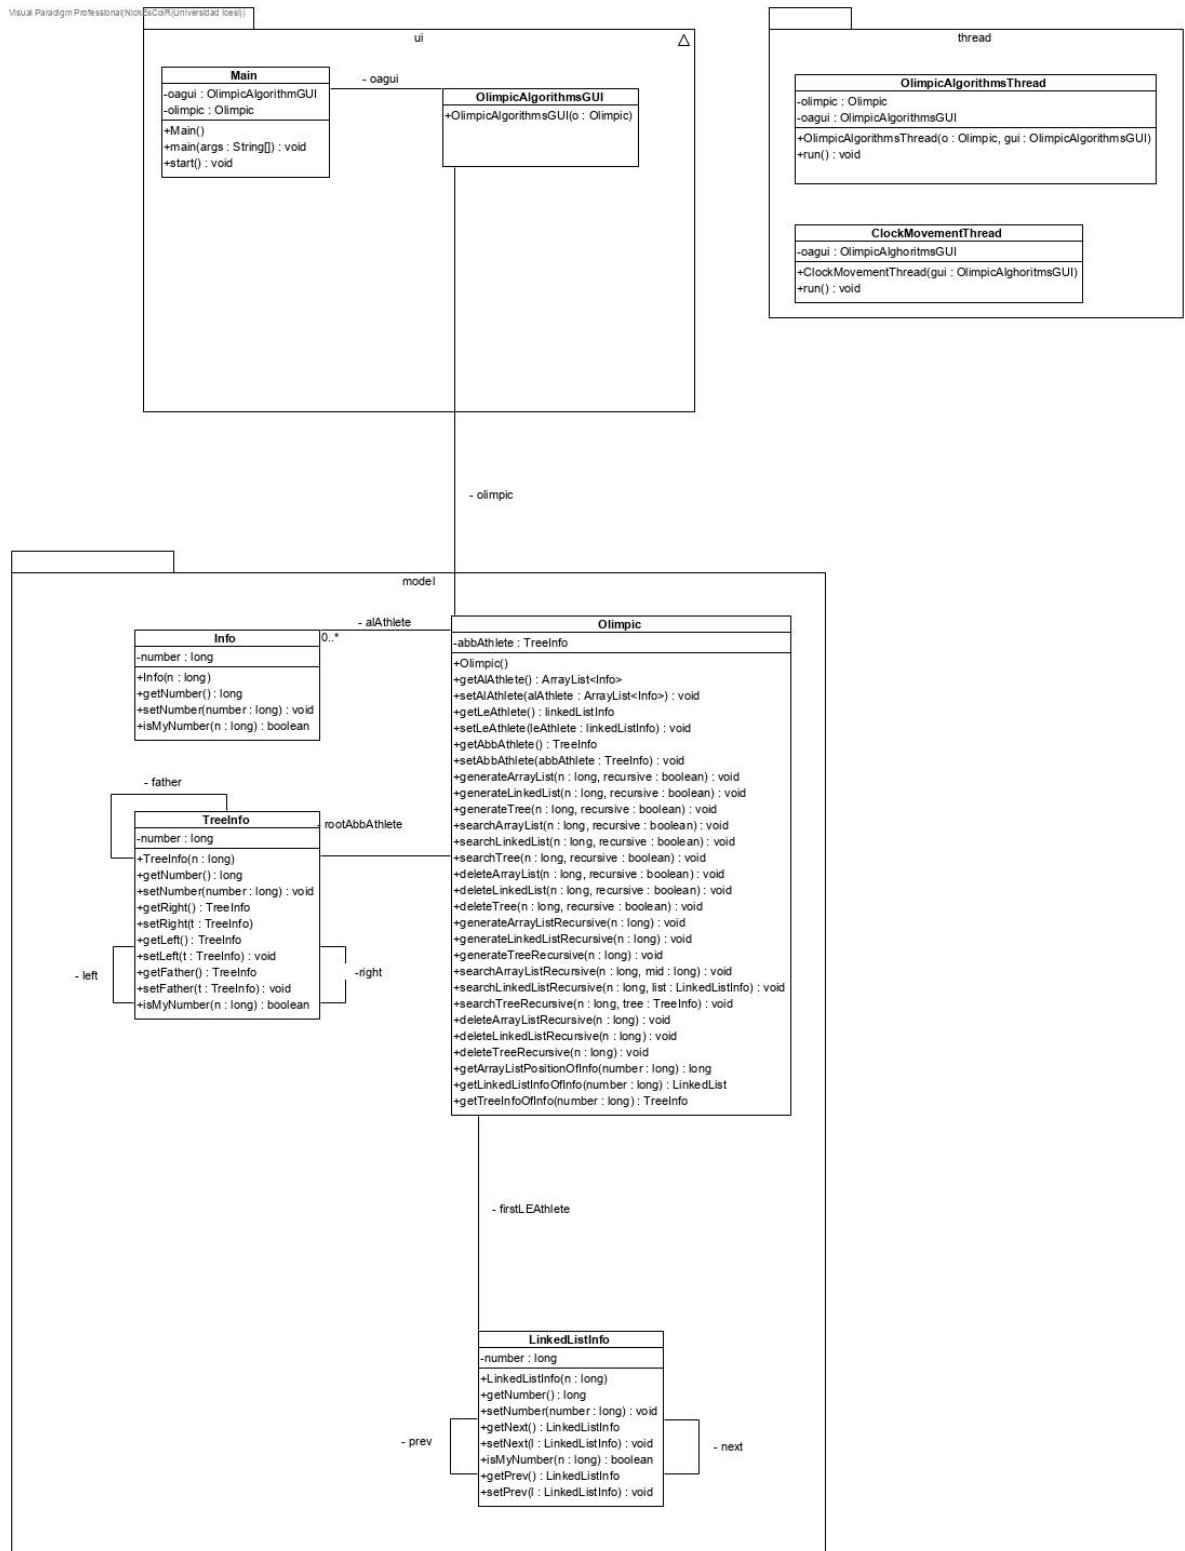 Visual Paradigm Professional(NickEsColR(Universidad Icesi))
ui
Main
-oagui : OlimpicAlgorithmGUI
-olimpic : Olimpic
+Main()
+main(args : String[]) : void
+start() : void
- oagui
OlimpicAlgorithmsGUI
+OlimpicAlgorithmsGUI(o : Olimpic)
thread
OlimpicAlgorithmsThread
-olimpic : Olimpic
-oagui : OlimpicAlgorithmsGUI
+OlimpicAlgorithmsThread(o : Olimpic, gui : OlimpicAlgorithmsGUI)
+run() : void
ClockMovementThread
-oagui : OlimpicAlghoritmsGUI
+ClockMovementThread(gui : OlimpicAlghoritmsGUI)
+run() : void
- olimpic
model
Info
-number : long
+Info(n : long)
+getNumber() : long
+setNumber(number : long) : void
+isMyNumber(n : long) : boolean
- alAthlete
0..*
Olimpic
-abbAthlete : TreeInfo
+Olimpic()
+getAlAthlete() : ArrayList<Info>
+setAlAthlete(alAthlete : ArrayList<Info>) : void
+getLeAthlete() : linkedListInfo
+setLeAthlete(leAthlete : linkedListInfo) : void
+getAbbAthlete() : TreeInfo
+setAbbAthlete(abbAthlete : TreeInfo) : void
+generateArrayList(n : long, recursive : boolean) : void
+generateLinkedList(n : long, recursive : boolean) : void
+generateTree(n : long, recursive : boolean) : void
+searchArrayList(n : long, recursive : boolean) : void
+searchLinkedList(n : long, recursive : boolean) : void
+searchTree(n : long, recursive : boolean) : void
+deleteArrayList(n : long, recursive : boolean) : void
+deleteLinkedList(n : long, recursive : boolean) : void
+deleteTree(n : long, recursive : boolean) : void
+generateArrayListRecursive(n : long) : void
+generateLinkedListRecursive(n : long) : void
+generateTreeRecursive(n : long) : void
+searchArrayListRecursive(n : long, mid : long) : void
+searchLinkedListRecursive(n : long, list : LinkedListInfo) : void
+searchTreeRecursive(n : long, tree : TreeInfo) : void
+deleteArrayListRecursive(n : long) : void
+deleteLinkedListRecursive(n : long) : void
+deleteTreeRecursive(n : long) : void
+getArrayListPositionOfInfo(number : long) : long
+getLinkedListInfoOfInfo(number : long) : LinkedList
+getTreeInfoOfInfo(number : long) : TreeInfo
- father
TreeInfo
-number : long
+TreeInfo(n : long)
+getNumber() : long
+setNumber(number : long) : void
+getRight() : TreeInfo
+setRight(t : TreeInfo)
+getLeft() : TreeInfo
+setLeft(t : TreeInfo) : void
+getFather() : TreeInfo
+setFather(t : TreeInfo) : void
+isMyNumber(n : long) : boolean
- rootAbbAthlete
- left
-right
- firstLEAthlete
LinkedListInfo
-number : long
+LinkedListInfo(n : long)
+getNumber() : long
+setNumber(number : long) : void
+getNext() : LinkedListInfo
+setNext(l : LinkedListInfo) : void
+isMyNumber(n : long) : boolean
+getPrev() : LinkedListInfo
+setPrev(l : LinkedListInfo) : void
- prev
- next